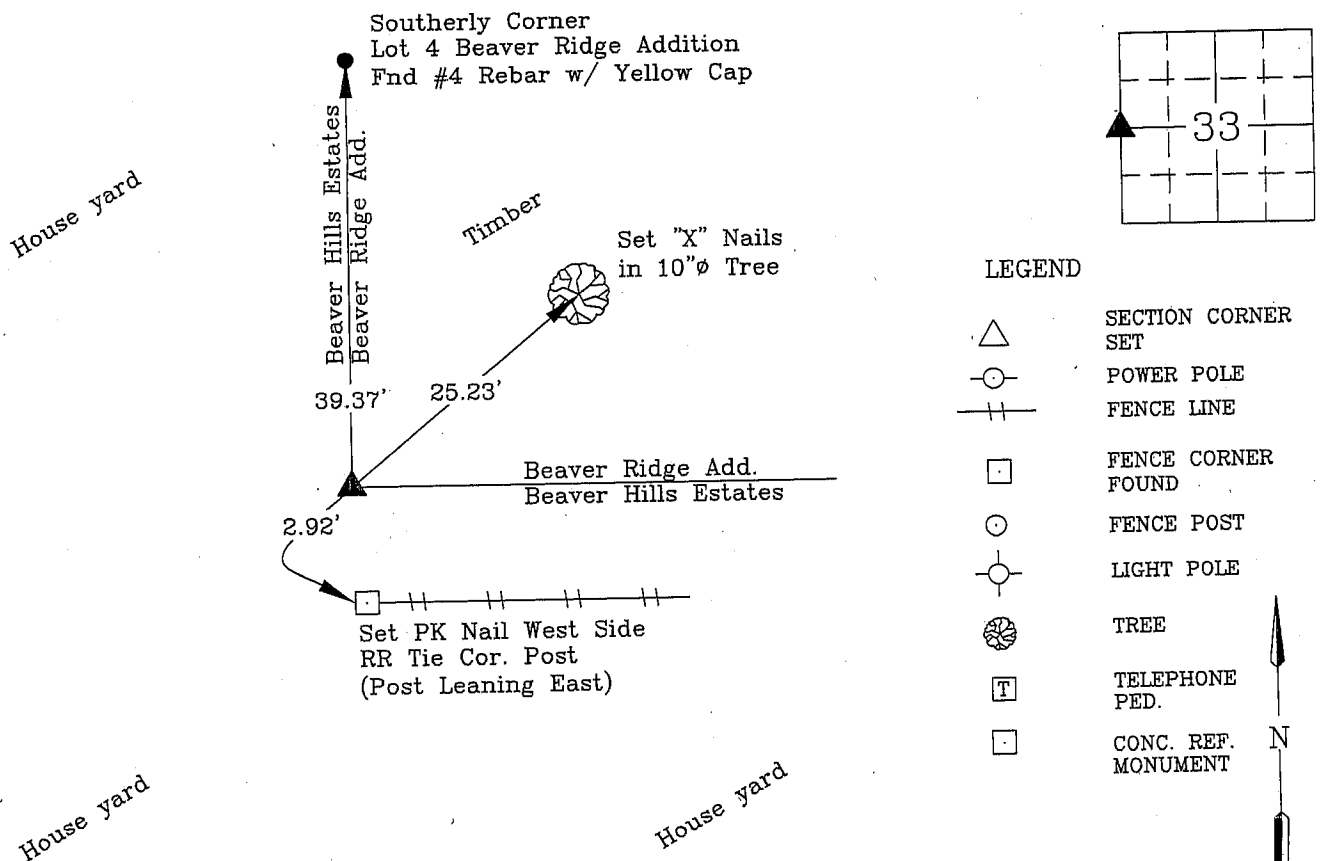 Southerly Corner
Lot 4 Beaver Ridge Addition
Fnd #4 Rebar w/ Yellow Cap
Beaver Hills Estates
Beaver Ridge Add.
House yard
Timber
Set "X" Nails
in 10"ø Tree
39.37'
25.23'
Beaver Ridge Add.
Beaver Hills Estates
2.92'
Set PK Nail West Side
RR Tie Cor. Post
(Post Leaning East)
House yard
House yard
33
LEGEND
SECTION CORNER
SET
POWER POLE
FENCE LINE
FENCE CORNER
FOUND
FENCE POST
LIGHT POLE
TREE
T
TELEPHONE
PED.
CONC. REF.
MONUMENT
N